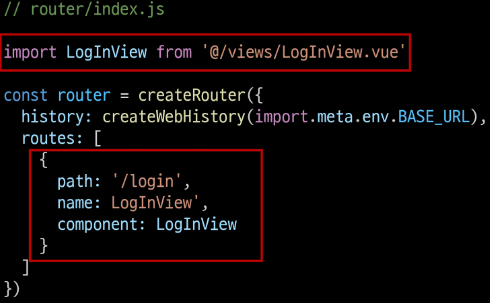 // router/index.js
import LogInView from '@/views/LogInView.vue'
const router = createRouter({
  history: createWebHistory(import.meta.env.BASE_URL),
  routes: [
    {
      path: '/login',
      name: LogInView',
      component: LogInView
    }
  ]
})